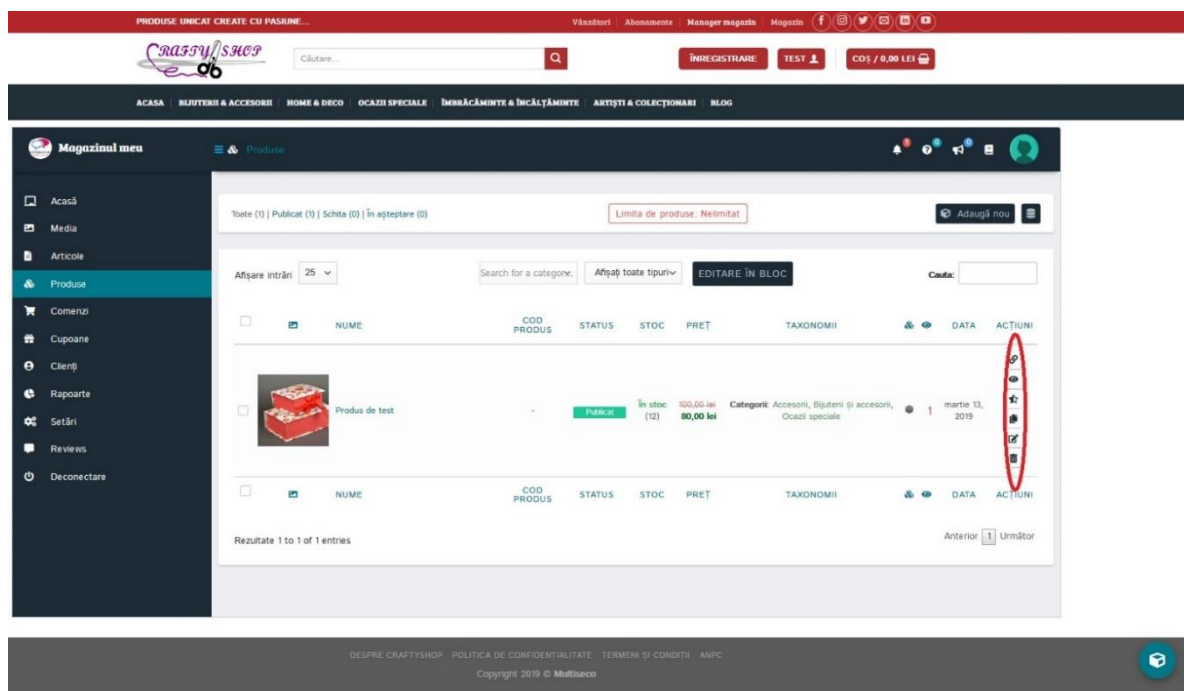 PRODUSE UNICAT CREATE CU PASIUNE...
Vânzători Abonamente Manager magazin Magazin
CRAFTY SHOP
Căutare...
ÎNREGISTRARE TEST COȘ / 0,00 LEI
ACASA BIJUTERII & ACCESORII HOME & DECO OCAZII SPECIALE ÎMBRĂCĂMINTE & ÎNCĂLȚĂMINTE ARTIȘTI & COLECȚIONARI BLOG
Magazinul meu
Produse
1 0 0
Acasă
Media
Articole
Produse
Comenzi
Cupoane
Clienți
Rapoarte
Setări
Reviews
Deconectare
Toate (1) | Publicat (1) | Schita (0) | În așteptare (0)
Limita de produse: Nelimitat
Adaugă nou
Afișare intrări 25
Search for a category.
Afișați toate tipuri
EDITARE ÎN BLOC
Cauta:
NUME COD PRODUS STATUS STOC PREȚ TAXONOMII DATA ACȚIUNI
Produs de test - Publicat În stoc (12) 100,00 lei 80,00 lei Categorii: Accesorii, Bijuterii și accesorii, Ocazii speciale 1 martie 13, 2019
NUME COD PRODUS STATUS STOC PREȚ TAXONOMII DATA ACȚIUNI
Rezultate 1 to 1 of 1 entries
Anterior 1 Următor
DESPRE CRAFTYSHOP POLITICA DE CONFIDENȚIALITATE TERMENI ȘI CONDIȚII ANPC
Copyright 2019 © Multiseco